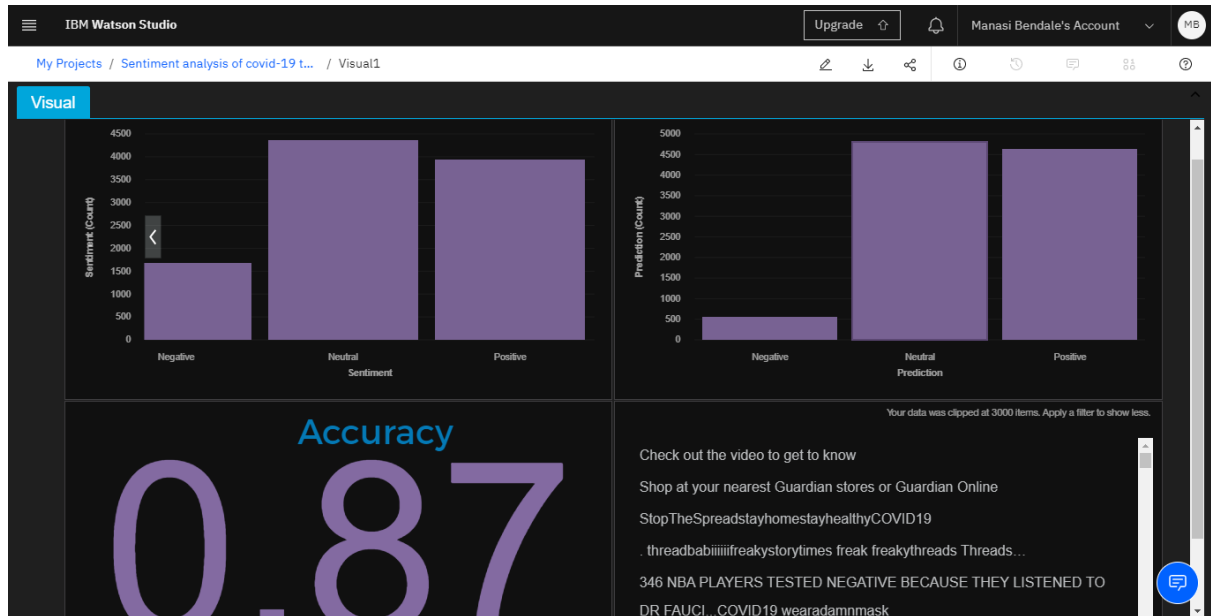 IBM Watson Studio
Upgrade
Manasi Bendale's Account
MB
My Projects / Sentiment analysis of covid-19 t... / Visual1
Visual
4500
4000
3500
3000
2500
2000
1500
1000
500
0
Sentiment (Count)
Negative Neutral Positive
Sentiment
5000
4500
4000
3500
3000
2500
2000
1500
1000
500
0
Prediction (Count)
Negative Neutral Positive
Prediction
Accuracy
0.87
Your data was clipped at 3000 items. Apply a filter to show less.
Check out the video to get to know
Shop at your nearest Guardian stores or Guardian Online
StopTheSpreadstayhomestayhealthyCOVID19
. threadbabiiiiiifreakystorytimes freak freakythreads Threads…
346 NBA PLAYERS TESTED NEGATIVE BECAUSE THEY LISTENED TO
DR FAUCI...COVID19 wearadamnmask